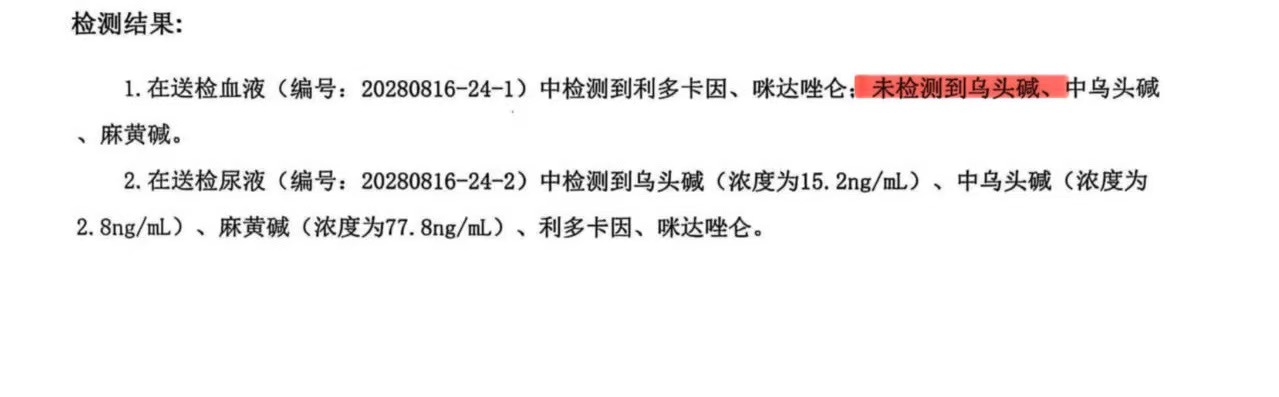 检测结果:
1.在送检血液（编号：20280816-24-1）中检测到利多卡因、咪达唑仑；未检测到乌头碱、中乌头碱
、麻黄碱。
2.在送检尿液（编号：20280816-24-2）中检测到乌头碱（浓度为15.2ng/mL）、中乌头碱（浓度为
2.8ng/mL）、麻黄碱（浓度为77.8ng/mL）、利多卡因、咪达唑仑。